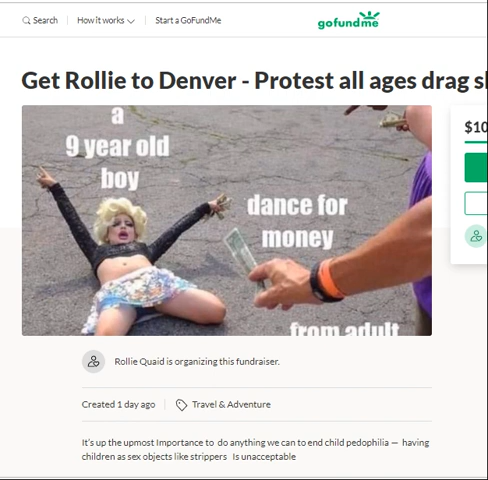 Search
How it works
Start a GoFundMe
gofundme
Get Rollie to Denver - Protest all ages drag s
a
9 year old
boy
dance for
money
from adult
$10
Rollie Quaid is organizing this fundraiser.
Created 1 day ago
Travel & Adventure
It's up the upmost Importance to do anything we can to end child pedophilia — having
children as sex objects like strippers Is unacceptable